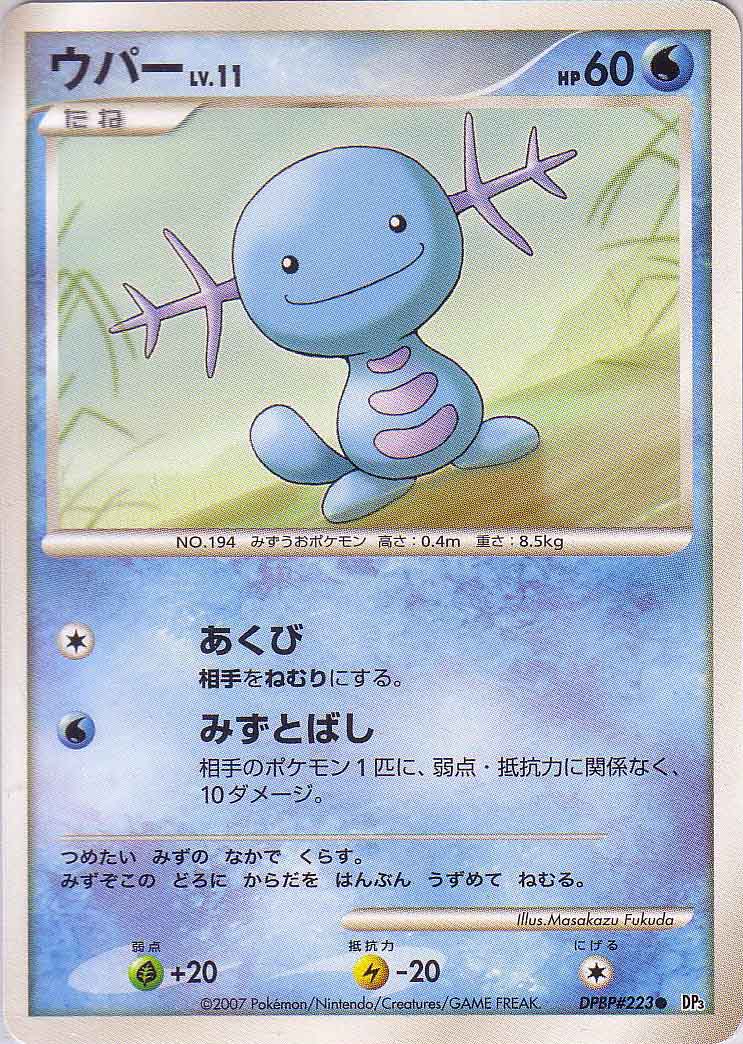 ウパー LV.11 HP60
たね
NO.194 みずうおポケモン 高さ:0.4m 重さ:8.5kg
あくび
相手をねむりにする。
みずとばし
相手のポケモン1匹に、弱点・抵抗力に関係なく、
10ダメージ。
つめたい みずの なかで くらす。
みずぞこの どろに からだを はんぶん うずめて ねむる。
Illus.Masakazu Fukuda
弱点 抵抗力 にげる
+20 -20
©2007 Pokémon/Nintendo/Creatures/GAME FREAK. DPBP#223 DP3